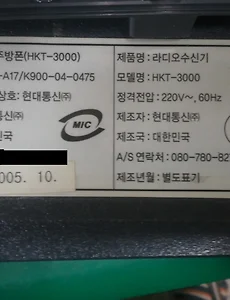 주방폰(HKT-3000)
-A17/K900-04-0475
상호: 현대통신㈜
통신㈜
민국
005. 10.
MIC
제품명: 라디오수신기
모델명: HKT-3000
정격전압: 220V~, 60Hz
제조자: 현대통신㈜
제조국: 대한민국
A/S연락처: 080-780-82
제조년월: 별도표기